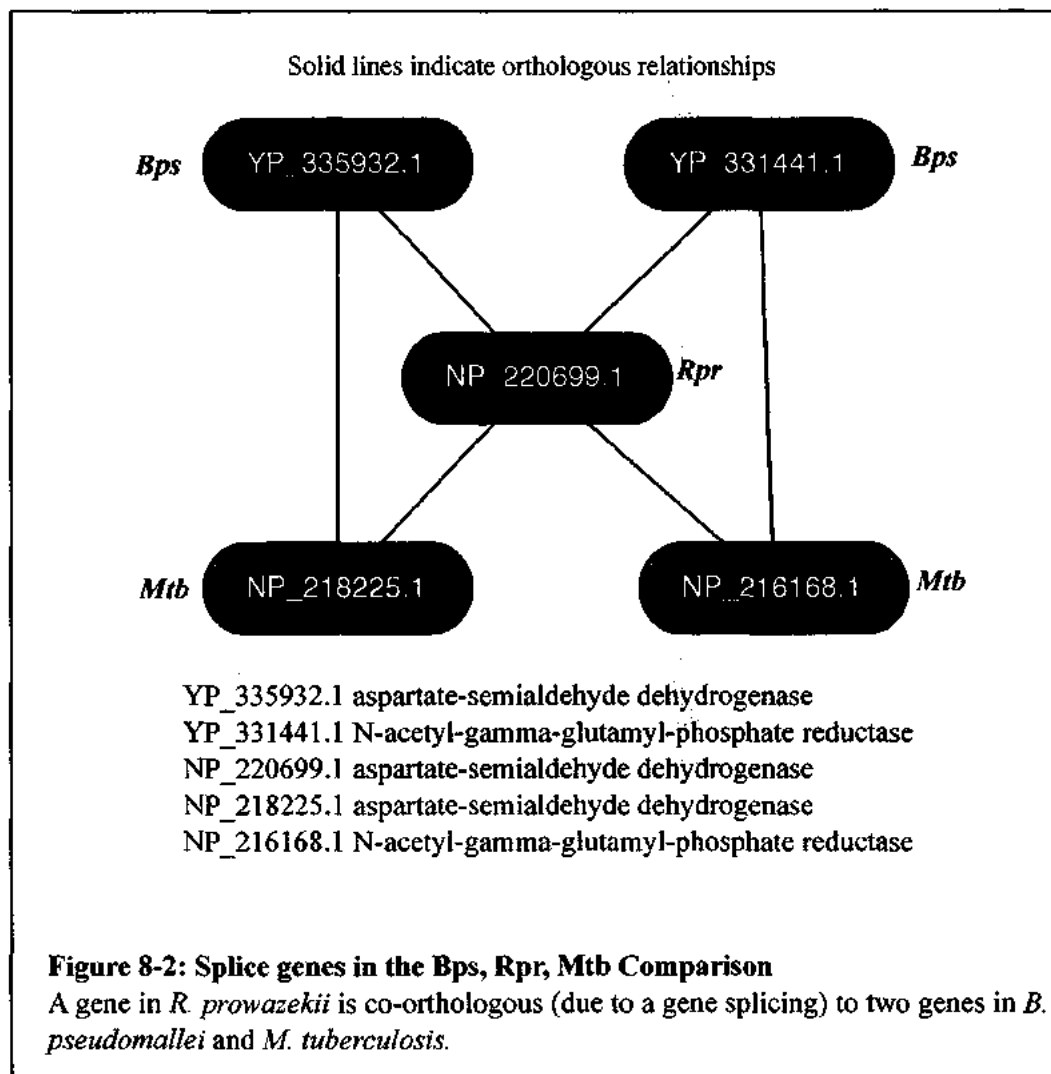 Solid lines indicate orthologous relationships
Bps YP_335932.1 YP_331441.1 Bps
NP_220699.1 Rpr
Mtb NP_218225.1 NP_216168.1 Mtb
YP_335932.1 aspartate-semialdehyde dehydrogenase
YP_331441.1 N-acetyl-gamma-glutamyl-phosphate reductase
NP_220699.1 aspartate-semialdehyde dehydrogenase
NP_218225.1 aspartate-semialdehyde dehydrogenase
NP_216168.1 N-acetyl-gamma-glutamyl-phosphate reductase
Figure 8-2: Splice genes in the Bps, Rpr, Mtb Comparison
A gene in R. prowazekii is co-orthologous (due to a gene splicing) to two genes in B.
pseudomallei and M. tuberculosis.